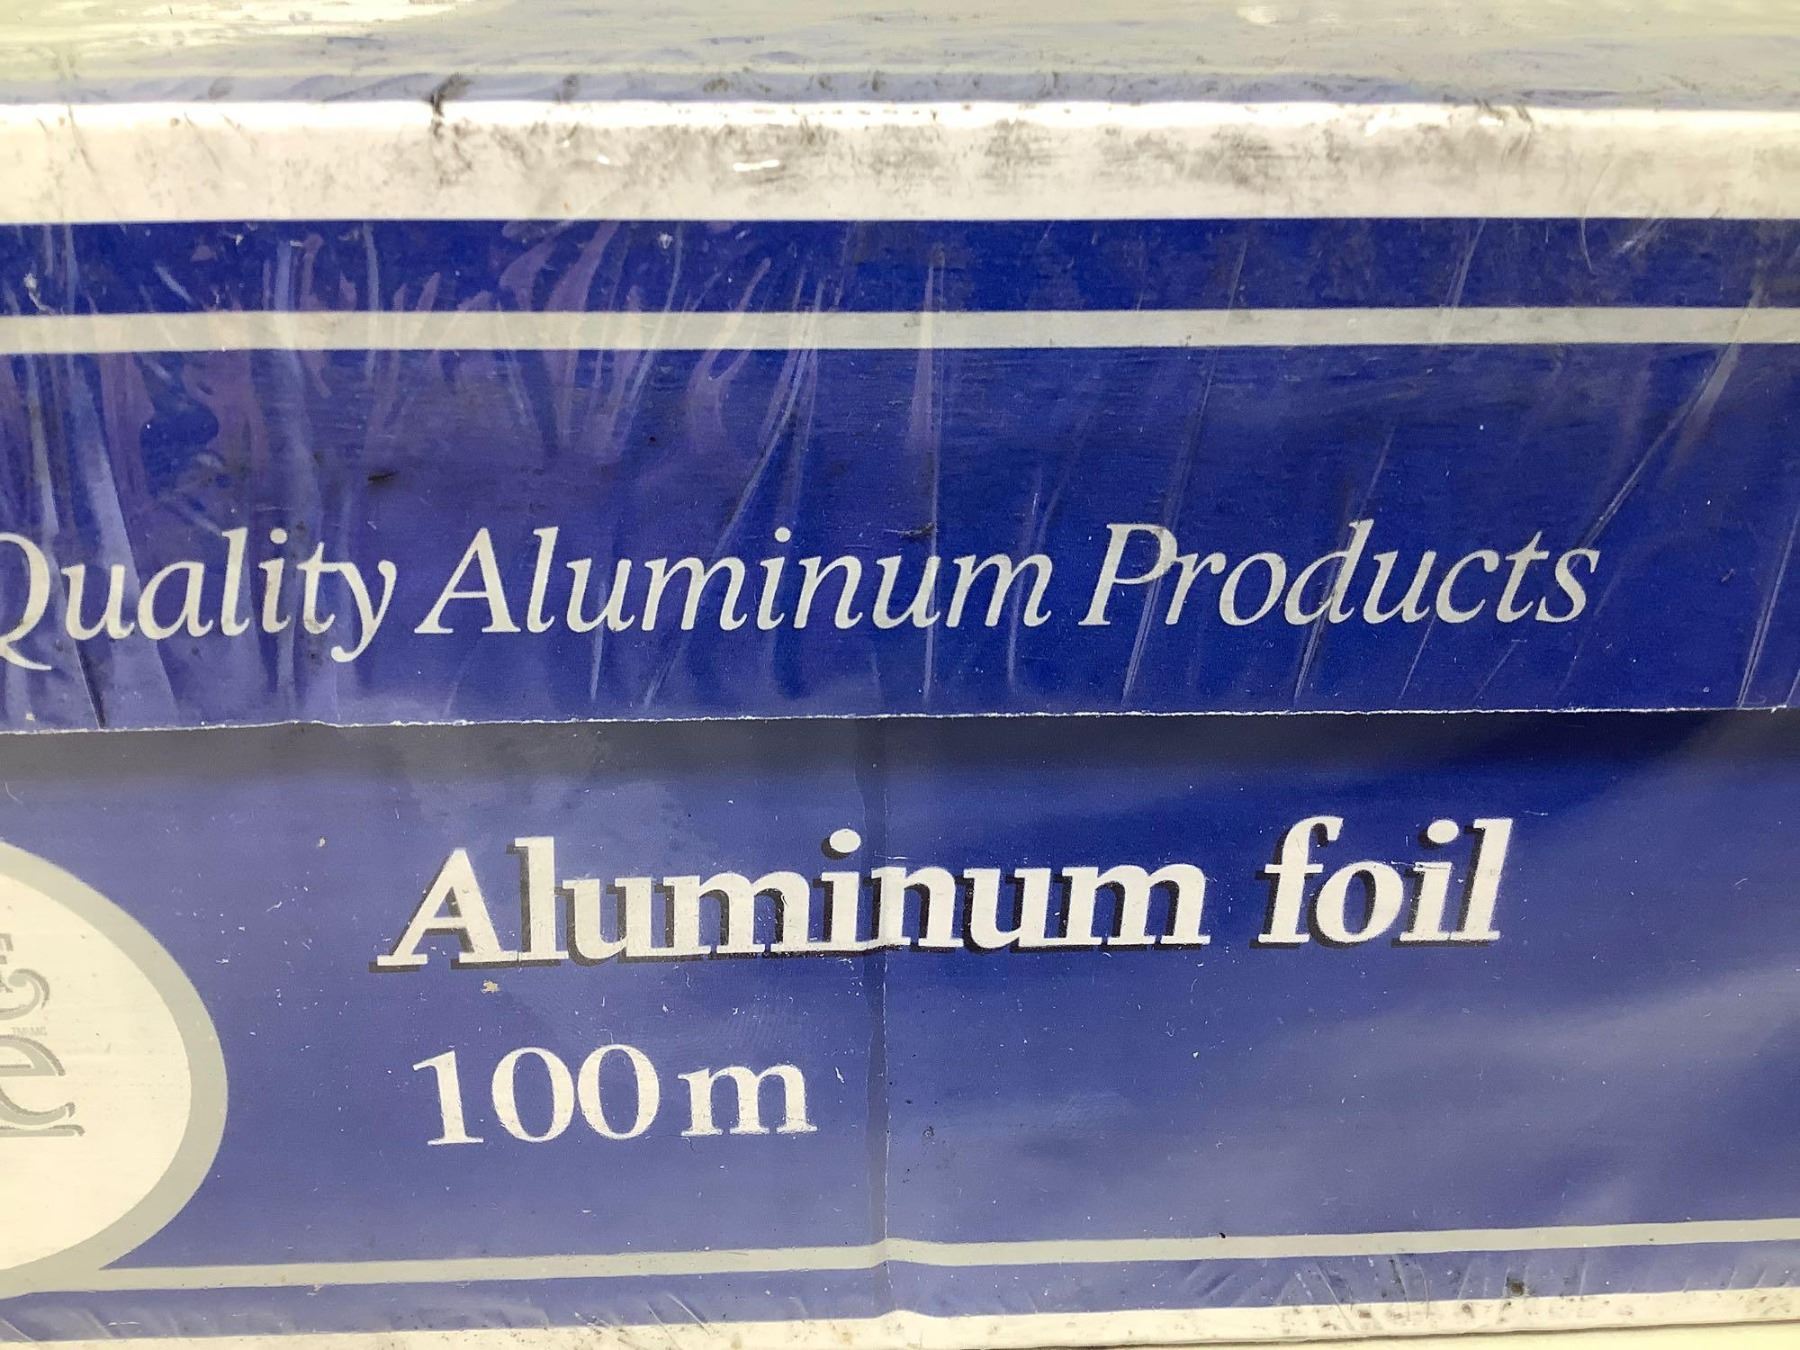 Quality Aluminum Products
Aluminum foil
100 m